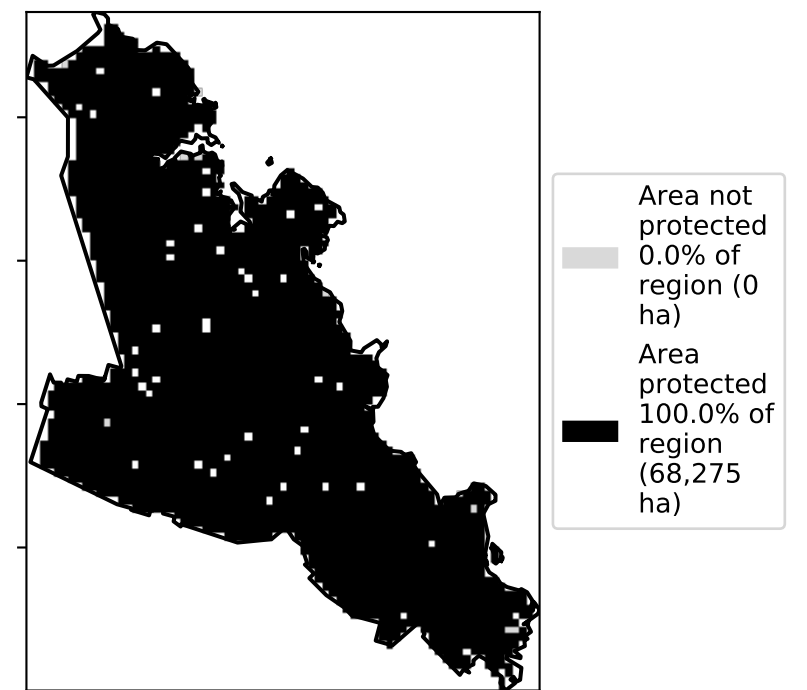 Area not
protected
0.0% of
region (0
ha)
Area
protected
100.0% of
region
(68,275
ha)